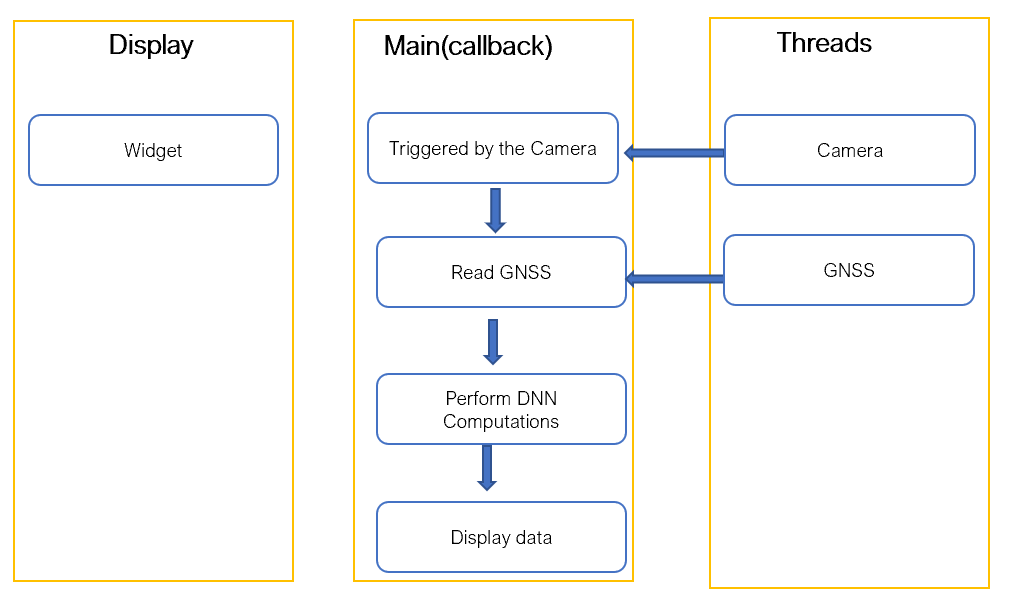 Display
Widget
Main(callback)
Triggered by the Camera
Read GNSS
Perform DNN
Computations
Display data
Threads
Camera
GNSS